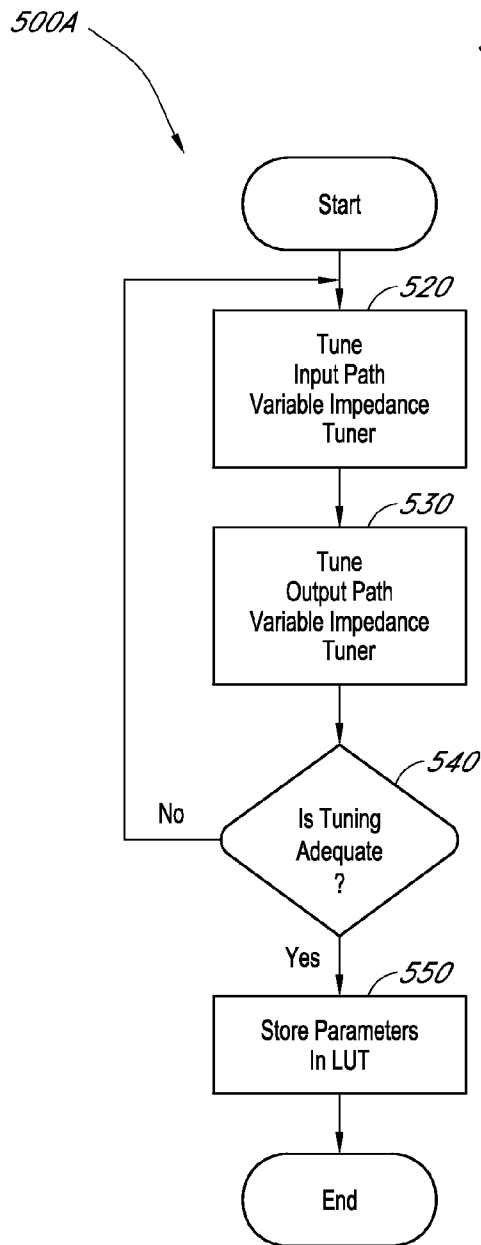 500A
Start
520
Tune
Input Path
Variable Impedance
Tuner
530
Tune
Output Path
Variable Impedance
Tuner
540
No
Is Tuning
Adequate
?
Yes
550
Store Parameters
In LUT
End